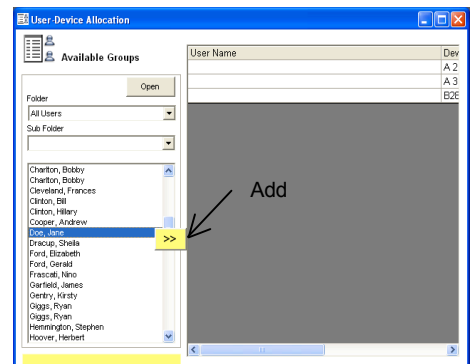 User-Device Allocation
Available Groups
Open
Folder
All Users
Sub Folder
Charlton, Bobby
Charlton, Bobby
Cleveland, Frances
Clinton, Bill
Clinton, Hillary
Cooper, Andrew
Doe, Jane
Dracup, Sheila
Ford, Elizabeth
Ford, Gerald
Frascati, Nino
Garfield, James
Gentry, Kirsty
Giggs, Ryan
Giggs, Ryan
Hemmington, Stephen
Hoover, Herbert
>>
Add
User Name Dev
A 2
A 3
B2B